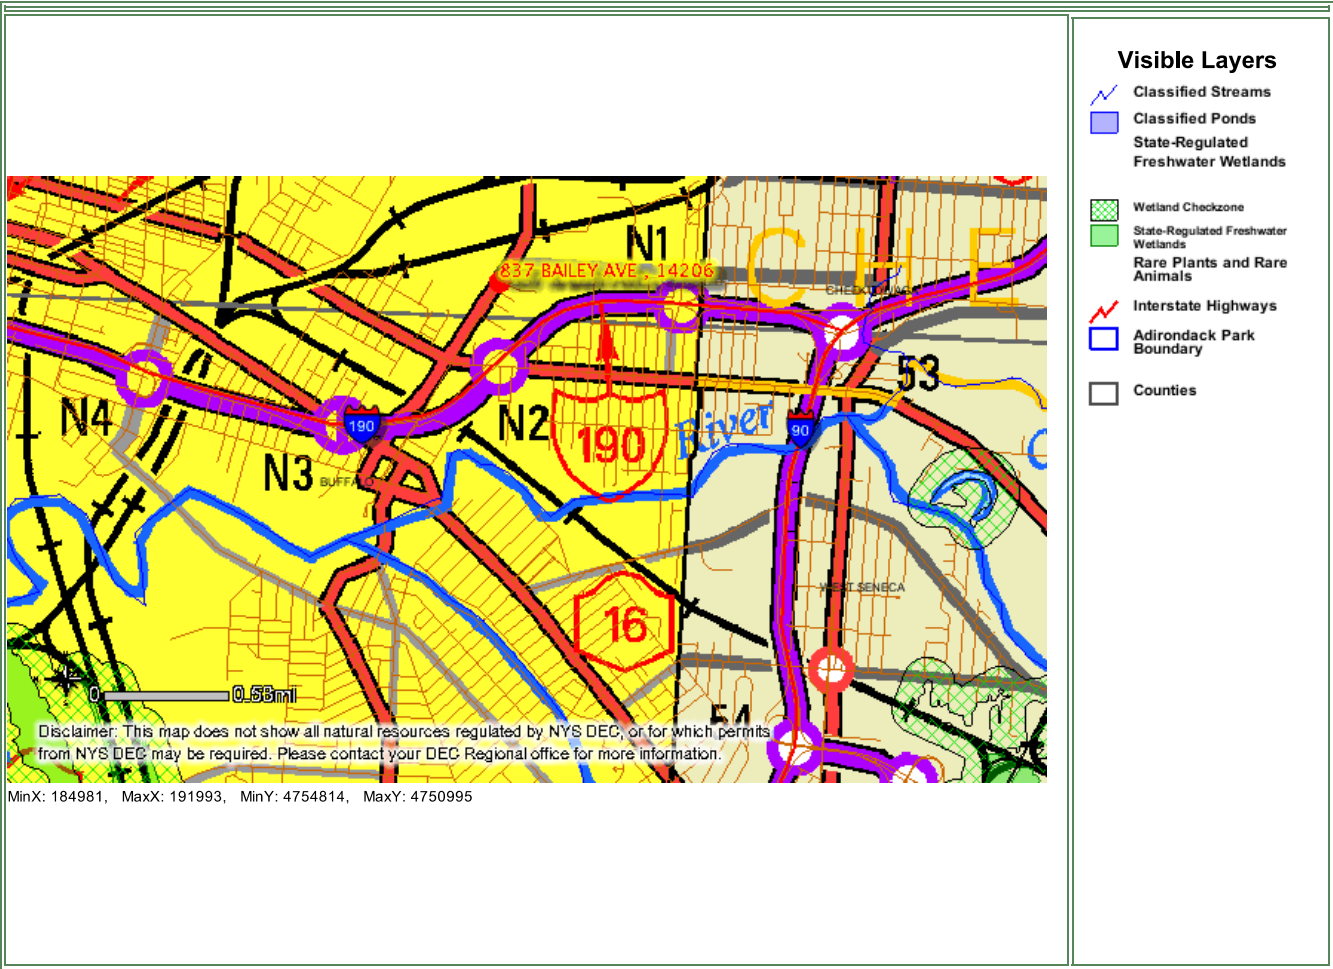 Visible Layers
Classified Streams
Classified Ponds
State-Regulated
Freshwater Wetlands
Wetland Checkzone
State-Regulated Freshwater
Wetlands
Rare Plants and Rare
Animals
Interstate Highways
Adirondack Park
Boundary
Counties
N1
C H E
837 BAILEY AVE , 14206
53
N4
N2
River
190
190
90
N3
BUFFALO
WEST SENECA
16
0
0.58mi
54
Disclaimer: This map does not show all natural resources regulated by NYS DEC, or for which permits
from NYS DEC may be required. Please contact your DEC Regional office for more information.
MinX: 184981, MaxX: 191993, MinY: 4754814, MaxY: 4750995